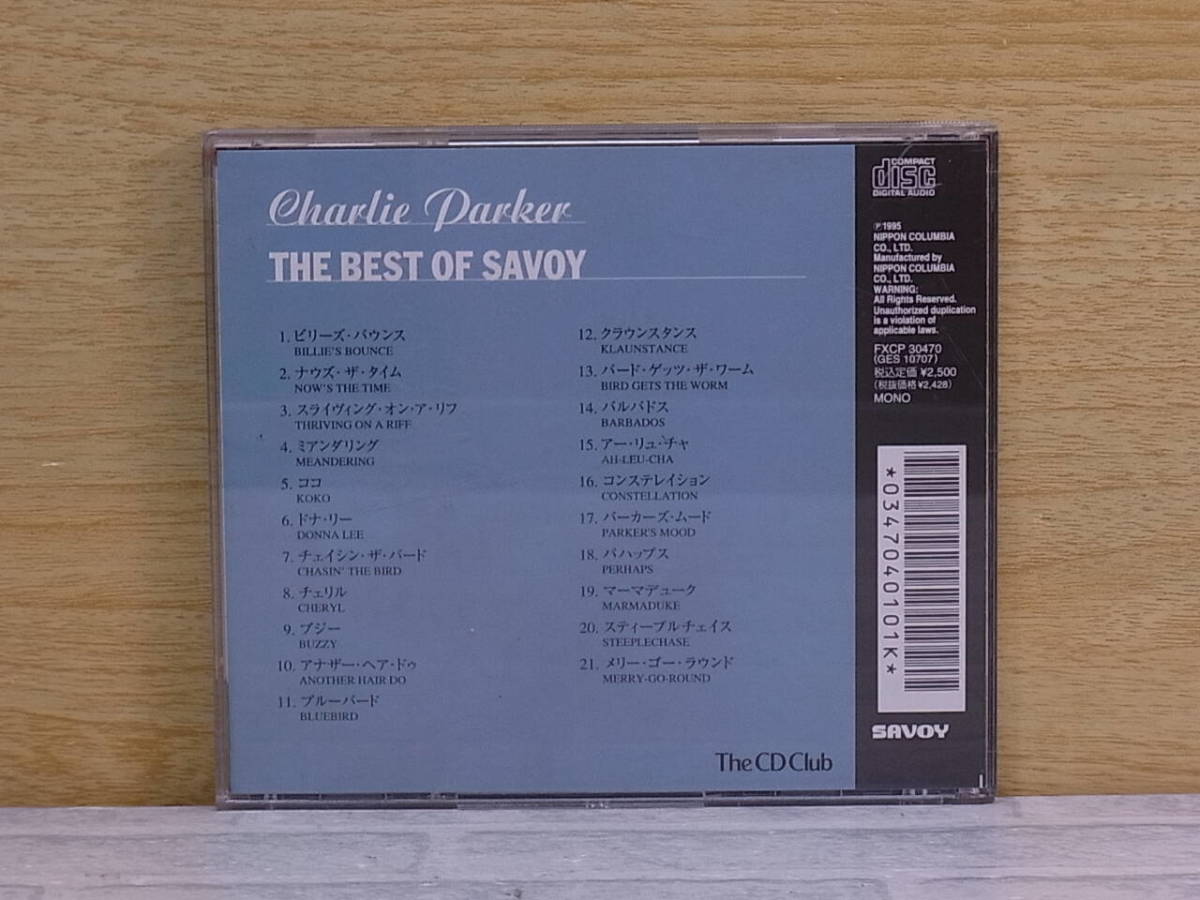 Charlie Parker
THE BEST OF SAVOY
1. ビリーズ・バウンス
BILLIE'S BOUNCE
2. ナウズ・ザ・タイム
NOW'S THE TIME
3. スライヴィング・オン・ア・リフ
THRIVING ON A RIFF
4. ミアンダリング
MEANDERING
5. ココ
KOKO
6. ドナ・リー
DONNA LEE
7. チェイシン・ザ・バード
CHASIN' THE BIRD
8. チェリル
CHERYL
9. ブジー
BUZZY
10. アナザー・ヘア・ドゥ
ANOTHER HAIR DO
11. ブルーバード
BLUEBIRD
12. クラウンスタンス
KLAUNSTANCE
13. バード・ゲッツ・ザ・ワーム
BIRD GETS THE WORM
14. バルバドス
BARBADOS
15. アー・リュ・チャ
AH-LEU-CHA
16. コンステレイション
CONSTELLATION
17. パーカーズ・ムード
PARKER'S MOOD
18. パハップス
PERHAPS
19. マーマデューク
MARMADUKE
20. スティープルチェイス
STEEPLECHASE
21. メリー・ゴー・ラウンド
MERRY-GO-ROUND
The CD Club
COMPACT
disc
DIGITAL AUDIO
℗1995
NIPPON COLUMBIA
CO., LTD.
Manufactured by
NIPPON COLUMBIA
CO., LTD.
WARNING:
All Rights Reserved.
Unauthorized duplication
is a violation of
applicable laws.
FXCP 30470
(GES 10707)
税込定価 ¥2,500
(税抜価格 ¥2,428)
MONO
*0347040101K*
SAVOY